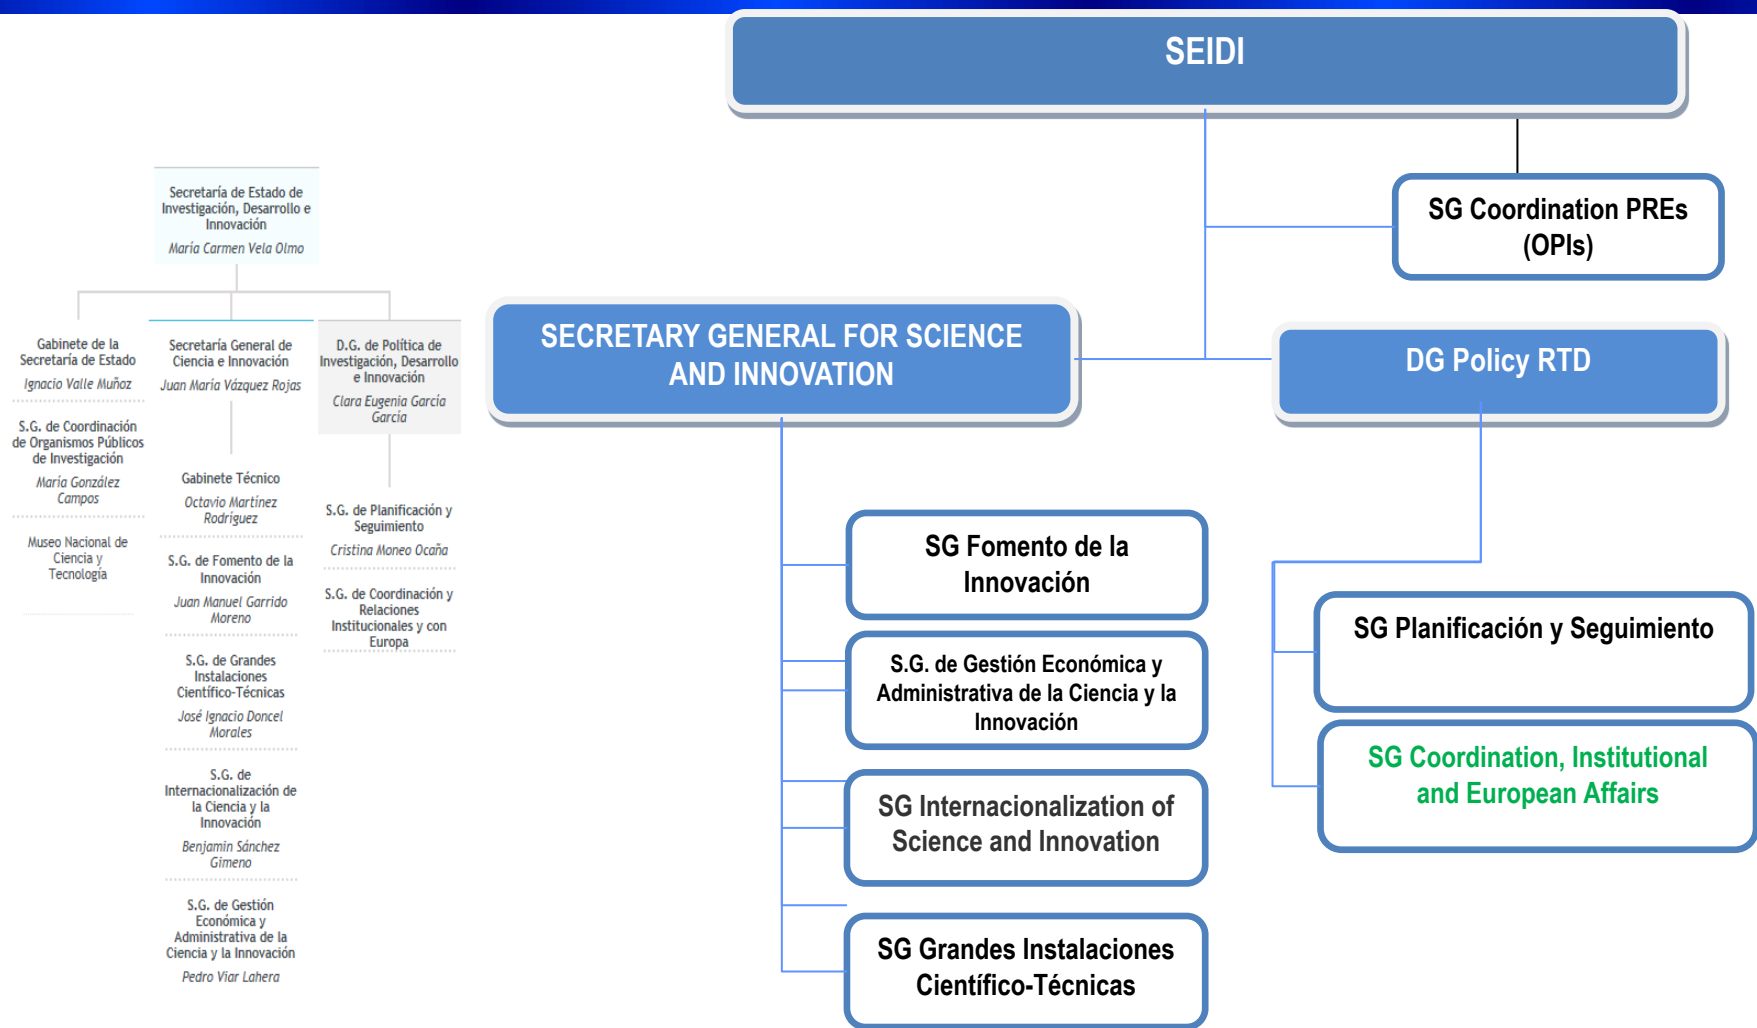 SEIDI
SG Coordination PREs
(OPIs)
SECRETARY GENERAL FOR SCIENCE
AND INNOVATION
DG Policy RTD
SG Fomento de la
Innovación
S.G. de Gestión Económica y
Administrativa de la Ciencia y la
Innovación
SG Internacionalization of
Science and Innovation
SG Grandes Instalaciones
Científico-Técnicas
SG Planificación y Seguimiento
SG Coordination, Institutional
and European Affairs
Secretaría de Estado de
Investigación, Desarrollo e
Innovación
María Carmen Vela Olmo
Gabinete de la
Secretaría de Estado
Ignacio Valle Muñoz
S.G. de Coordinación
de Organismos Públicos
de Investigación
María González
Campos
Museo Nacional de
Ciencia y
Tecnología
Secretaría General de
Ciencia e Innovación
Juan María Vázquez Rojas
Gabinete Técnico
Octavio Martínez
Rodríguez
S.G. de Fomento de la
Innovación
Juan Manuel Garrido
Moreno
S.G. de Grandes
Instalaciones
Científico-Técnicas
José Ignacio Doncel
Morales
S.G. de
Internacionalización de
la Ciencia y la
Innovación
Benjamín Sánchez
Gimeno
S.G. de Gestión
Económica y
Administrativa de la
Ciencia y la Innovación
Pedro Viar Lahera
D.G. de Política de
Investigación, Desarrollo
e Innovación
Clara Eugenia García
García
S.G. de Planificación y
Seguimiento
Cristina Moneo Ocaña
S.G. de Coordinación y
Relaciones
Institucionales y con
Europa